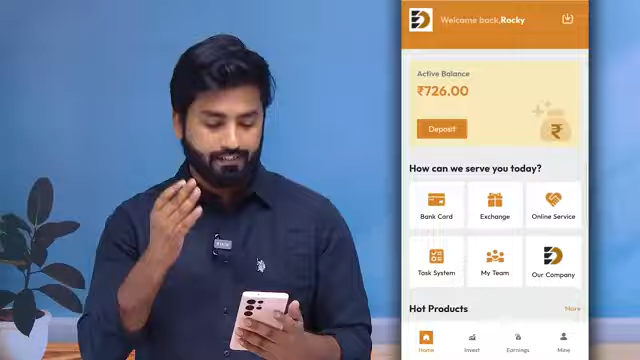 Welcome back,Rocky
Active Balance
₹726.00
Deposit
How can we serve you today?
Bank Card
Exchange
Online Service
Task System
My Team
Our Company
Hot Products
More
Home
Invest
Earnings
Mine